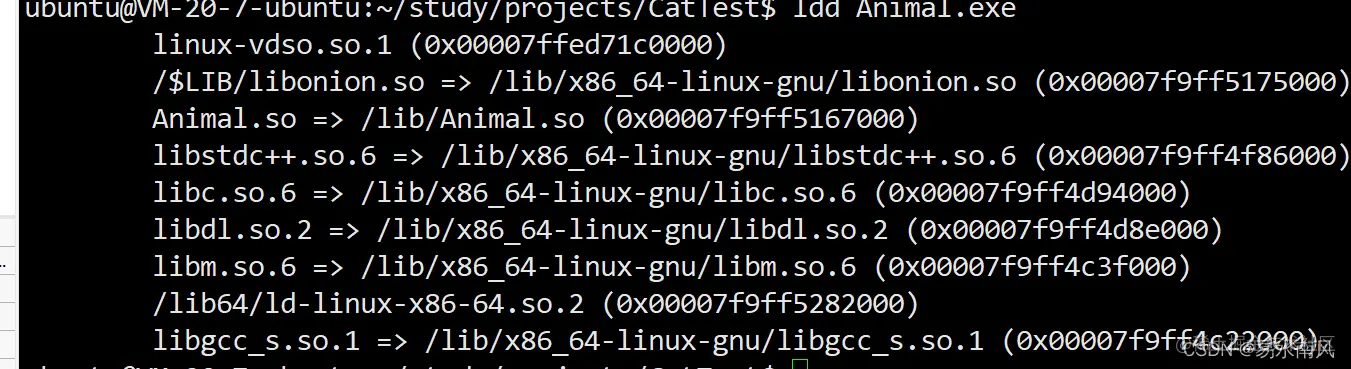 ubuntu@VM-20-7-ubuntu:~/study/projects/CatTest$ ldd Animal.exe
linux-vdso.so.1 (0x00007ffed71c0000)
/$LIB/libonion.so => /lib/x86_64-linux-gnu/libonion.so (0x00007f9ff5175000)
Animal.so => /lib/Animal.so (0x00007f9ff5167000)
libstdc++.so.6 => /lib/x86_64-linux-gnu/libstdc++.so.6 (0x00007f9ff4f86000)
libc.so.6 => /lib/x86_64-linux-gnu/libc.so.6 (0x00007f9ff4d94000)
libdl.so.2 => /lib/x86_64-linux-gnu/libdl.so.2 (0x00007f9ff4d8e000)
libm.so.6 => /lib/x86_64-linux-gnu/libm.so.6 (0x00007f9ff4c3f000)
/lib64/ld-linux-x86-64.so.2 (0x00007f9ff5282000)
libgcc_s.so.1 => /lib/x86_64-linux-gnu/libgcc_s.so.1 (0x00007f9ff4c22000)
CSDN @易水南风